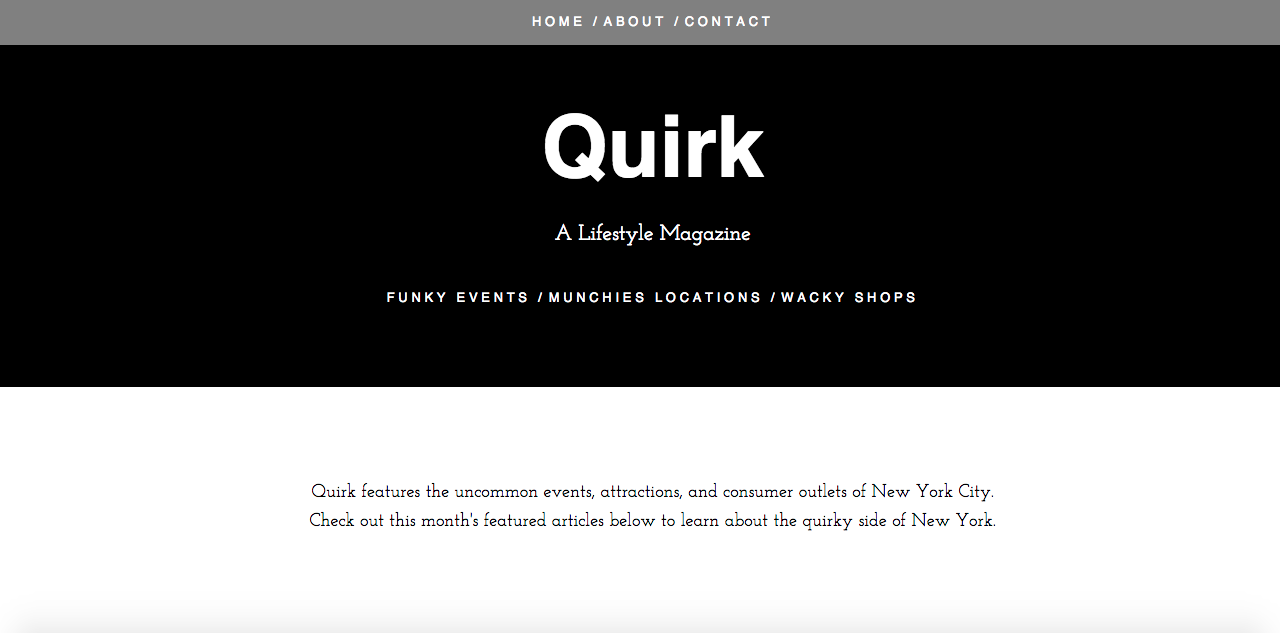 HOME / ABOUT / CONTACT
Quirk
A Lifestyle Magazine
FUNKY EVENTS / MUNCHIES LOCATIONS / WACKY SHOPS
Quirk features the uncommon events, attractions, and consumer outlets of New York City.
Check out this month's featured articles below to learn about the quirky side of New York.